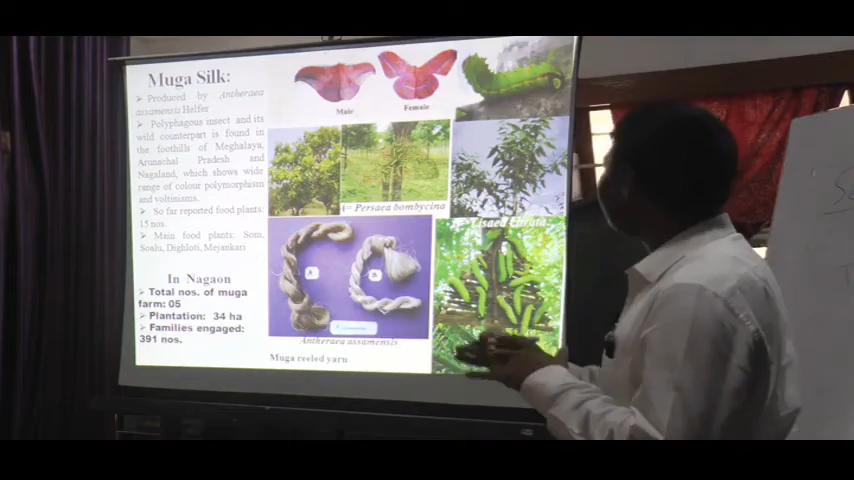 Muga Silk:
➢ Produced by Antheraea
assamensis Helfer
➢ Polyphagous insect and its
wild counterpart is found in
the foothills of Meghalaya,
Arunachal Pradesh and
Nagaland, which shows wide
range of colour polymorphism
and voltinisms.
➢ So far reported food plants:
15 nos.
➢ Main food plants: Som,
Soalu, Dighloti, Mejankari
In Nagaon
➢ Total nos. of muga
farm: 05
➢ Plantation: 34 ha
➢ Families engaged:
391 nos.
Male
Female
A= Persaea bombycina
A
B
Antheraea assamensis
Muga reeled yarn